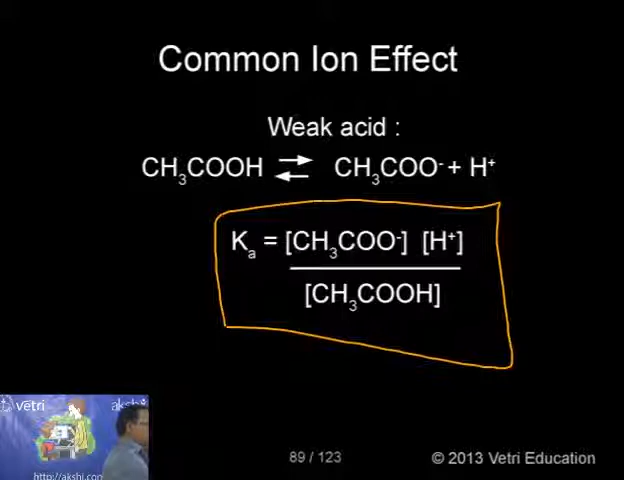 Common Ion Effect
Weak acid :
CH₃COOH ⇌ CH₃COO⁻ + H⁺
Kₐ = [CH₃COO⁻] [H⁺]
[CH₃COOH]
vetri
akshi
http://akshi.com
89 / 123
© 2013 Vetri Education